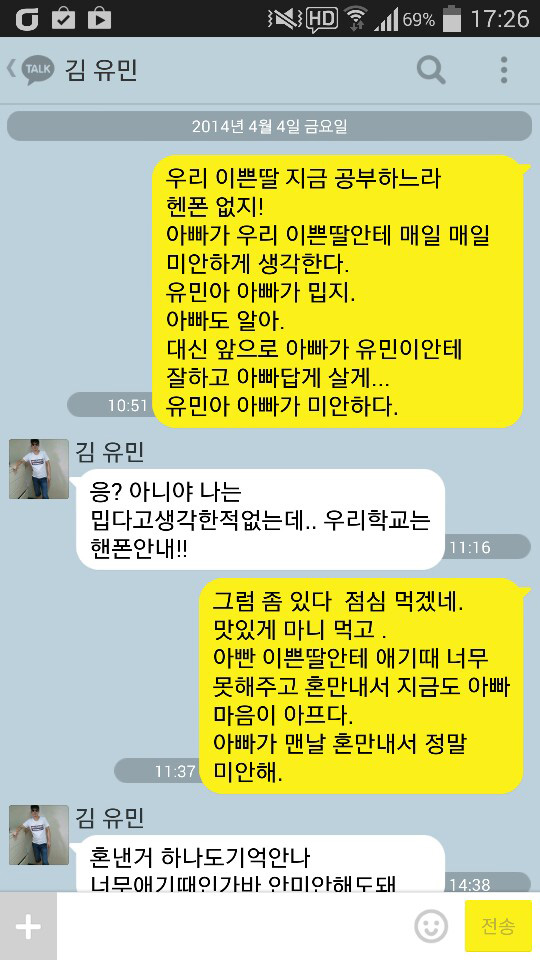 HD 69% 17:26
TALK 김 유민
2014년 4월 4일 금요일
우리 이쁜딸 지금 공부하느라
헨폰 없지!
아빠가 우리 이쁜딸안테 매일 매일
미안하게 생각한다.
유민아 아빠가 밉지.
아빠도 알아.
대신 앞으로 아빠가 유민이안테
잘하고 아빠답게 살게...
유민아 아빠가 미안하다.
10:51
김 유민
응? 아니야 나는
밉다고생각한적없는데.. 우리학교는
핸폰안내!!
11:16
그럼 좀 있다  점심 먹겠네.
맛있게 마니 먹고 .
아빤 이쁜딸안테 애기때 너무
못해주고 혼만내서 지금도 아빠
마음이 아프다.
아빠가 맨날 혼만내서 정말
미안해.
11:37
김 유민
혼낸거 하나도기억안나
너무애기때인가바 안미안해도돼
14:38
전송